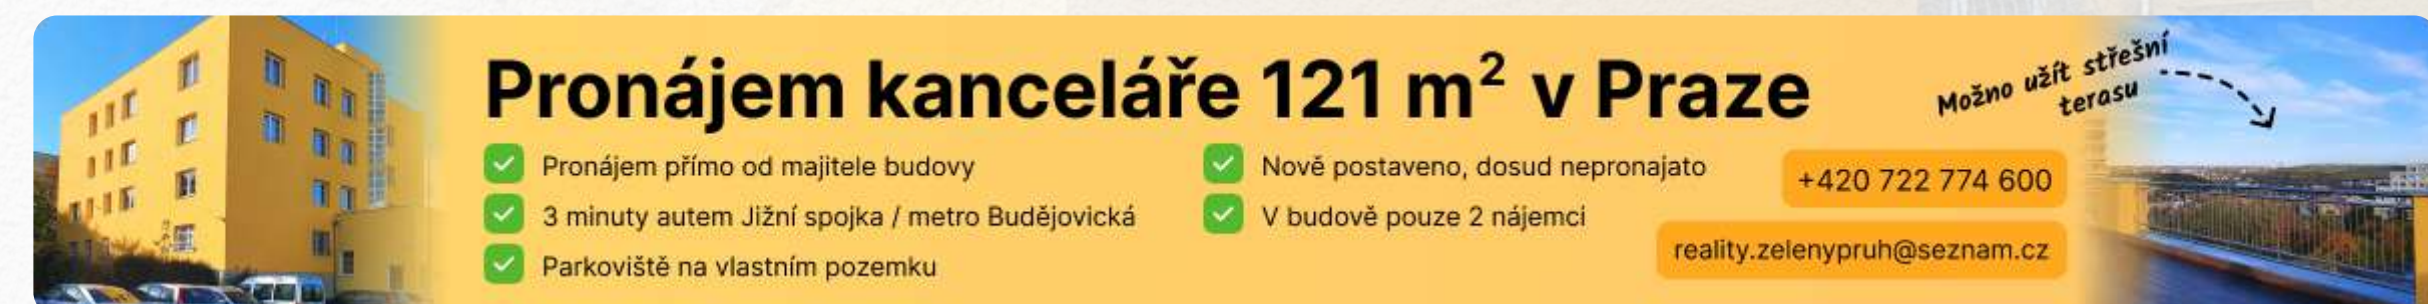 Pronájem kanceláře 121 m² v Praze
Možno užít střešní
terasu
Pronájem přímo od majitele budovy
3 minuty autem Jižní spojka / metro Budějovická
Parkoviště na vlastním pozemku
Nově postaveno, dosud nepronajato
V budově pouze 2 nájemci
+420 722 774 600
reality.zelenypruh@seznam.cz